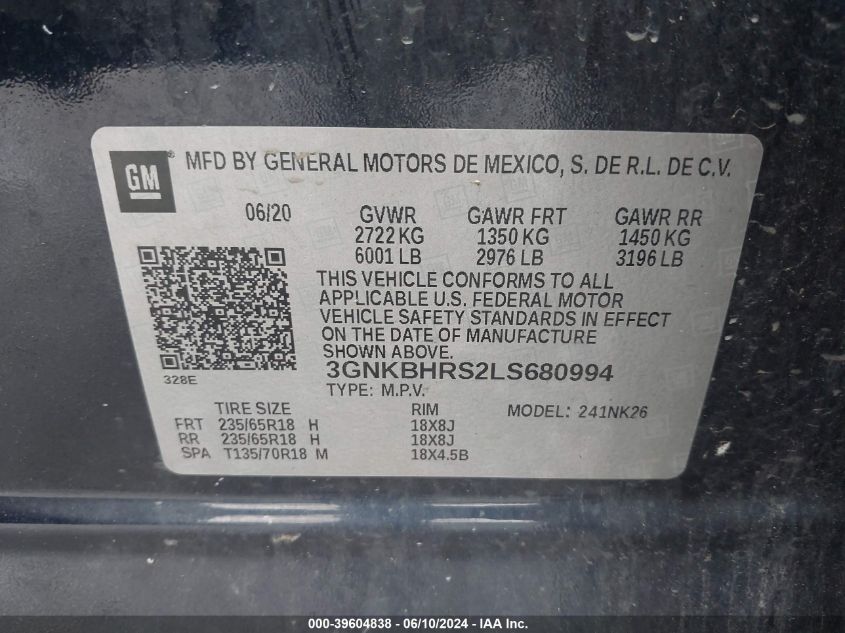 GM ® MFD BY GENERAL MOTORS DE MEXICO, S. DE R.L. DE C.V.
06/20 GVWR GAWR FRT GAWR RR
2722 KG 1350 KG 1450 KG
6001 LB 2976 LB 3196 LB
THIS VEHICLE CONFORMS TO ALL
APPLICABLE U.S. FEDERAL MOTOR
VEHICLE SAFETY STANDARDS IN EFFECT
ON THE DATE OF MANUFACTURE
SHOWN ABOVE.
3GNKBHRS2LS680994
328E
TYPE: M.P.V.
TIRE SIZE RIM MODEL: 241NK26
FRT 235/65R18 H 18X8J
RR 235/65R18 H 18X8J
SPA T135/70R18 M 18X4.5B
000-39604838 - 06/10/2024 - IAA Inc.